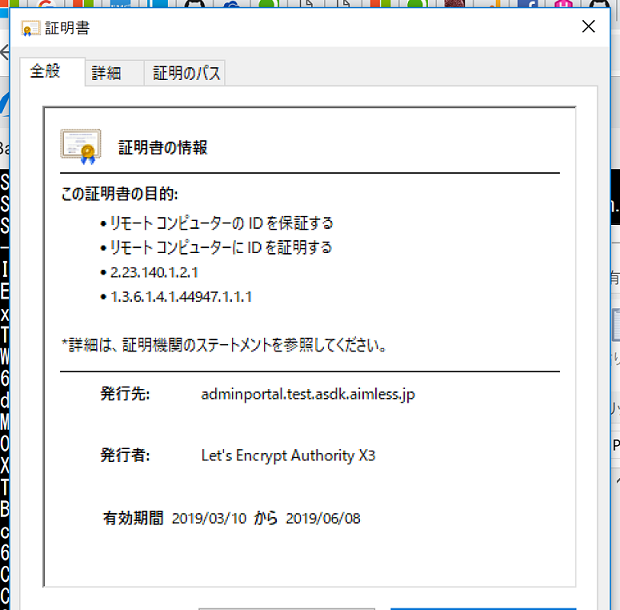 証明書
全般
詳細
証明のパス
証明書の情報
この証明書の目的:
• リモート コンピューターの ID を保証する
• リモート コンピューターに ID を証明する
• 2.23.140.1.2.1
• 1.3.6.1.4.1.44947.1.1.1
*詳細は、証明機関のステートメントを参照してください。
発行先: adminportal.test.asdk.aimless.jp
発行者: Let's Encrypt Authority X3
有効期間 2019/03/10 から 2019/06/08